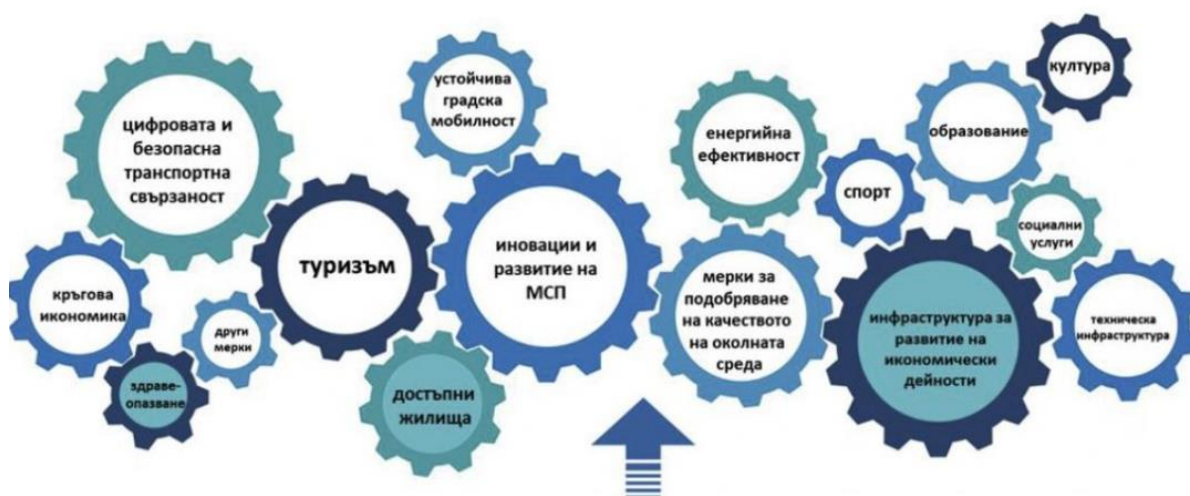 цифровата и
безопасна
транспортна
свързаност
устойчива
градска
мобилност
енергийна
ефективност
спорт
образование
култура
социални
услуги
кръгова
икономика
други
мерки
здраве-
опазване
туризъм
иновации и
развитие на
МСП
достъпни
жилища
мерки за
подобряване
на качеството
на околната
среда
инфраструктура за
развитие на
икономически
дейности
техническа
инфраструктура